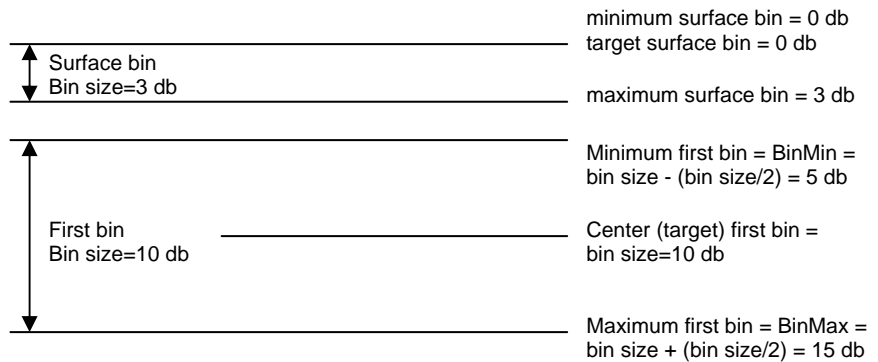 minimum surface bin = 0 db
target surface bin = 0 db
Surface bin
Bin size=3 db
maximum surface bin = 3 db
Minimum first bin = BinMin =
bin size - (bin size/2) = 5 db
First bin
Bin size=10 db
Center (target) first bin =
bin size=10 db
Maximum first bin = BinMax =
bin size + (bin size/2) = 15 db